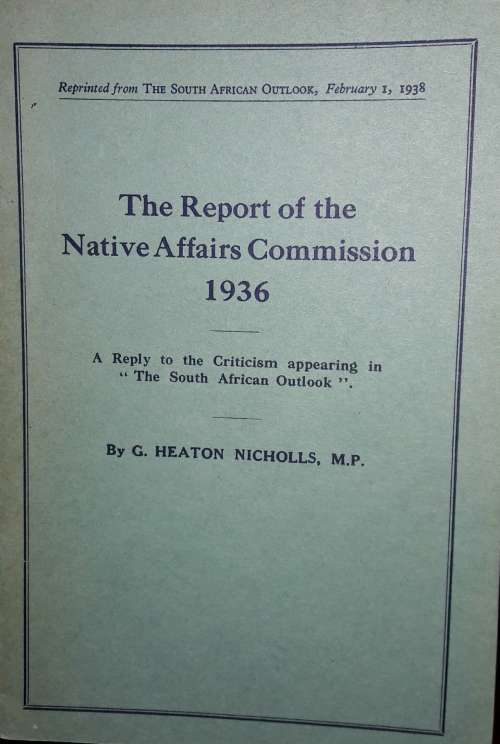 Reprinted from THE SOUTH AFRICAN OUTLOOK, February 1, 1938
The Report of the
Native Affairs Commission
1936
A Reply to the Criticism appearing in
“ The South African Outlook ”.
By G. HEATON NICHOLLS, M.P.